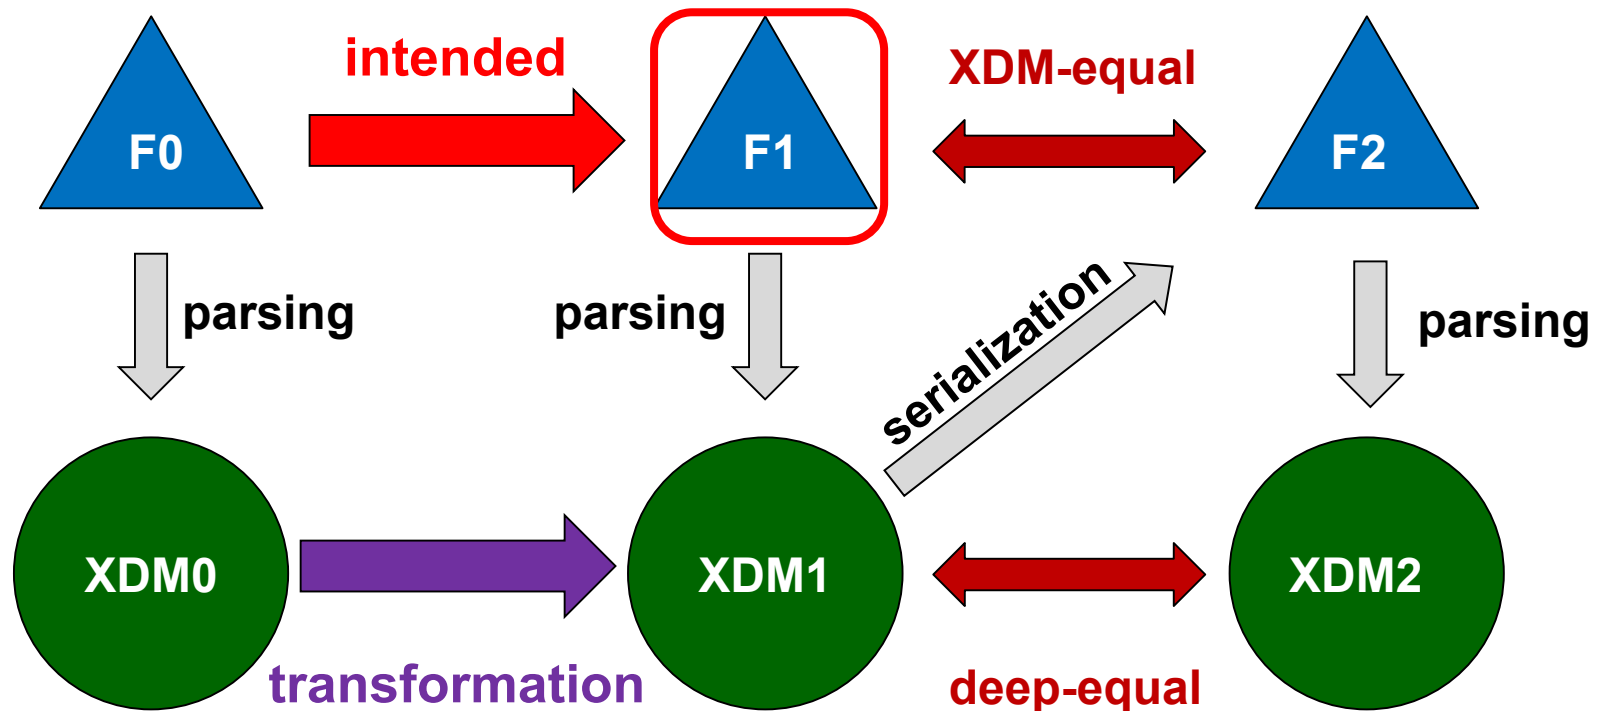 intended
XDM-equal
F0
F1
F2
parsing
parsing
serialization
parsing
XDM0
XDM1
XDM2
transformation
deep-equal